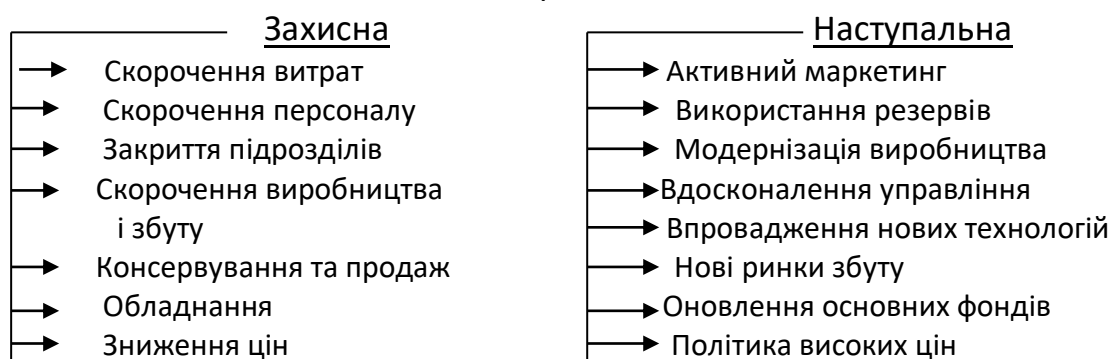 Захисна
Скорочення витрат
Скорочення персоналу
Закриття підрозділів
Скорочення виробництва
і збуту
Консервування та продаж
Обладнання
Зниження цін
Наступальна
Активний маркетинг
Використання резервів
Модернізація виробництва
Вдосконалення управління
Впровадження нових технологій
Нові ринки збуту
Оновлення основних фондів
Політика високих цін